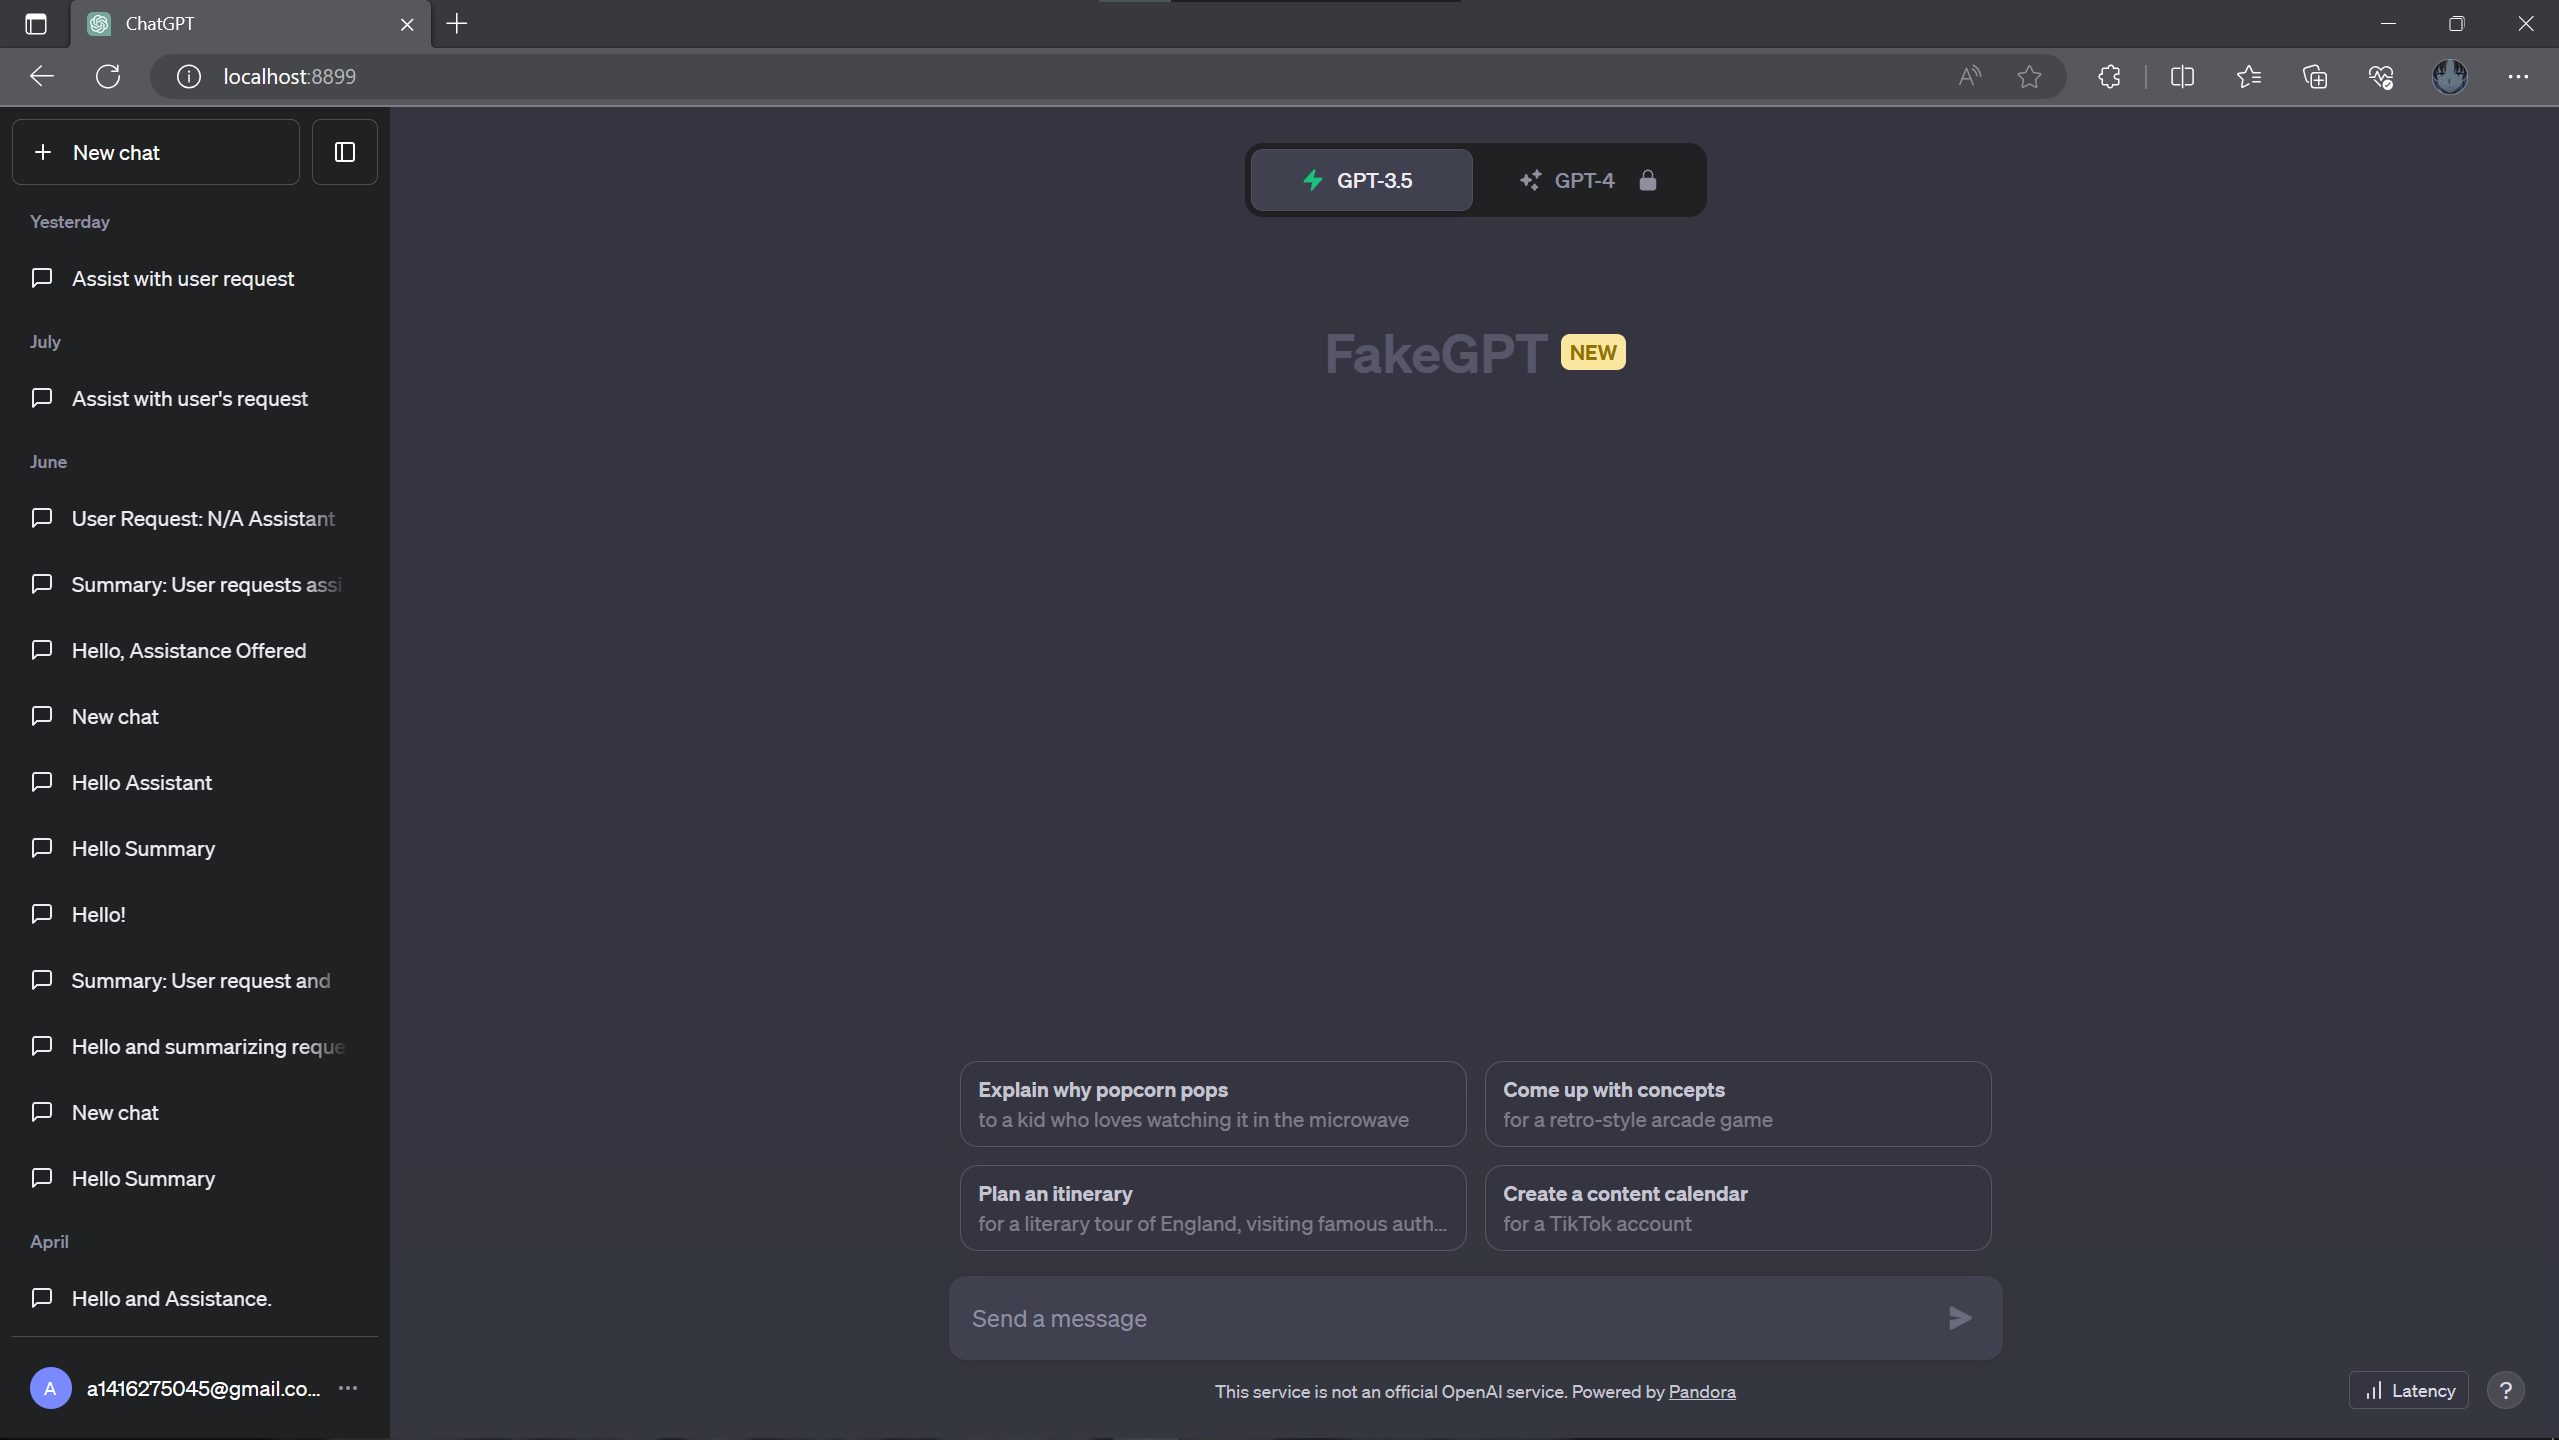 ChatGPT
localhost:8899
New chat
Yesterday
Assist with user request
July
Assist with user's request
June
User Request: N/A Assistant
Summary: User requests assi
Hello, Assistance Offered
New chat
Hello Assistant
Hello Summary
Hello!
Summary: User request and
Hello and summarizing reque
New chat
Hello Summary
April
Hello and Assistance.
A
a1416275045@gmail.co...
GPT-3.5
GPT-4
FakeGPT NEW
Explain why popcorn pops
to a kid who loves watching it in the microwave
Come up with concepts
for a retro-style arcade game
Plan an itinerary
for a literary tour of England, visiting famous auth...
Create a content calendar
for a TikTok account
Send a message
This service is not an official OpenAI service. Powered by Pandora
Latency
?